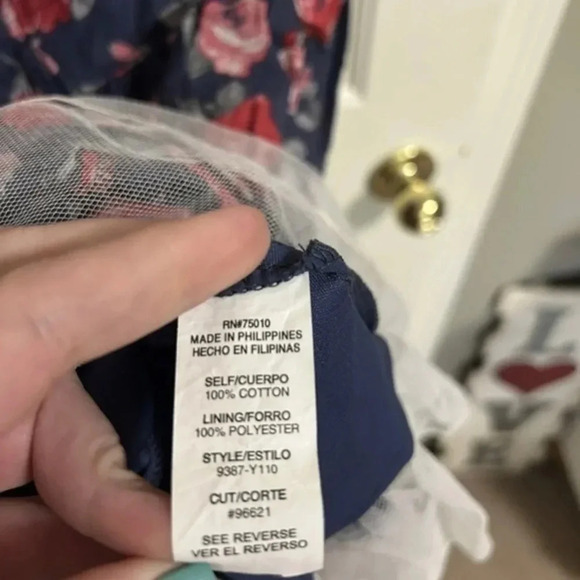 RN#75010
MADE IN PHILIPPINES
HECHO EN FILIPINAS
SELF/CUERPO
100% COTTON
LINING/FORRO
100% POLYESTER
STYLE/ESTILO
9387-Y110
CUT/CORTE
#96621
SEE REVERSE
VER EL REVERSO